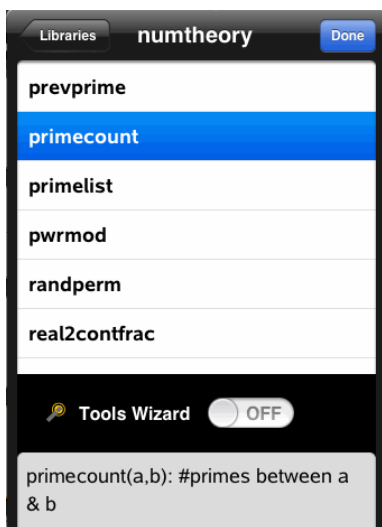 Libraries numtheory Done
prevprime
primecount
primelist
pwrmod
randperm
real2contfrac
Tools Wizard OFF
primecount(a,b): #primes between a
& b